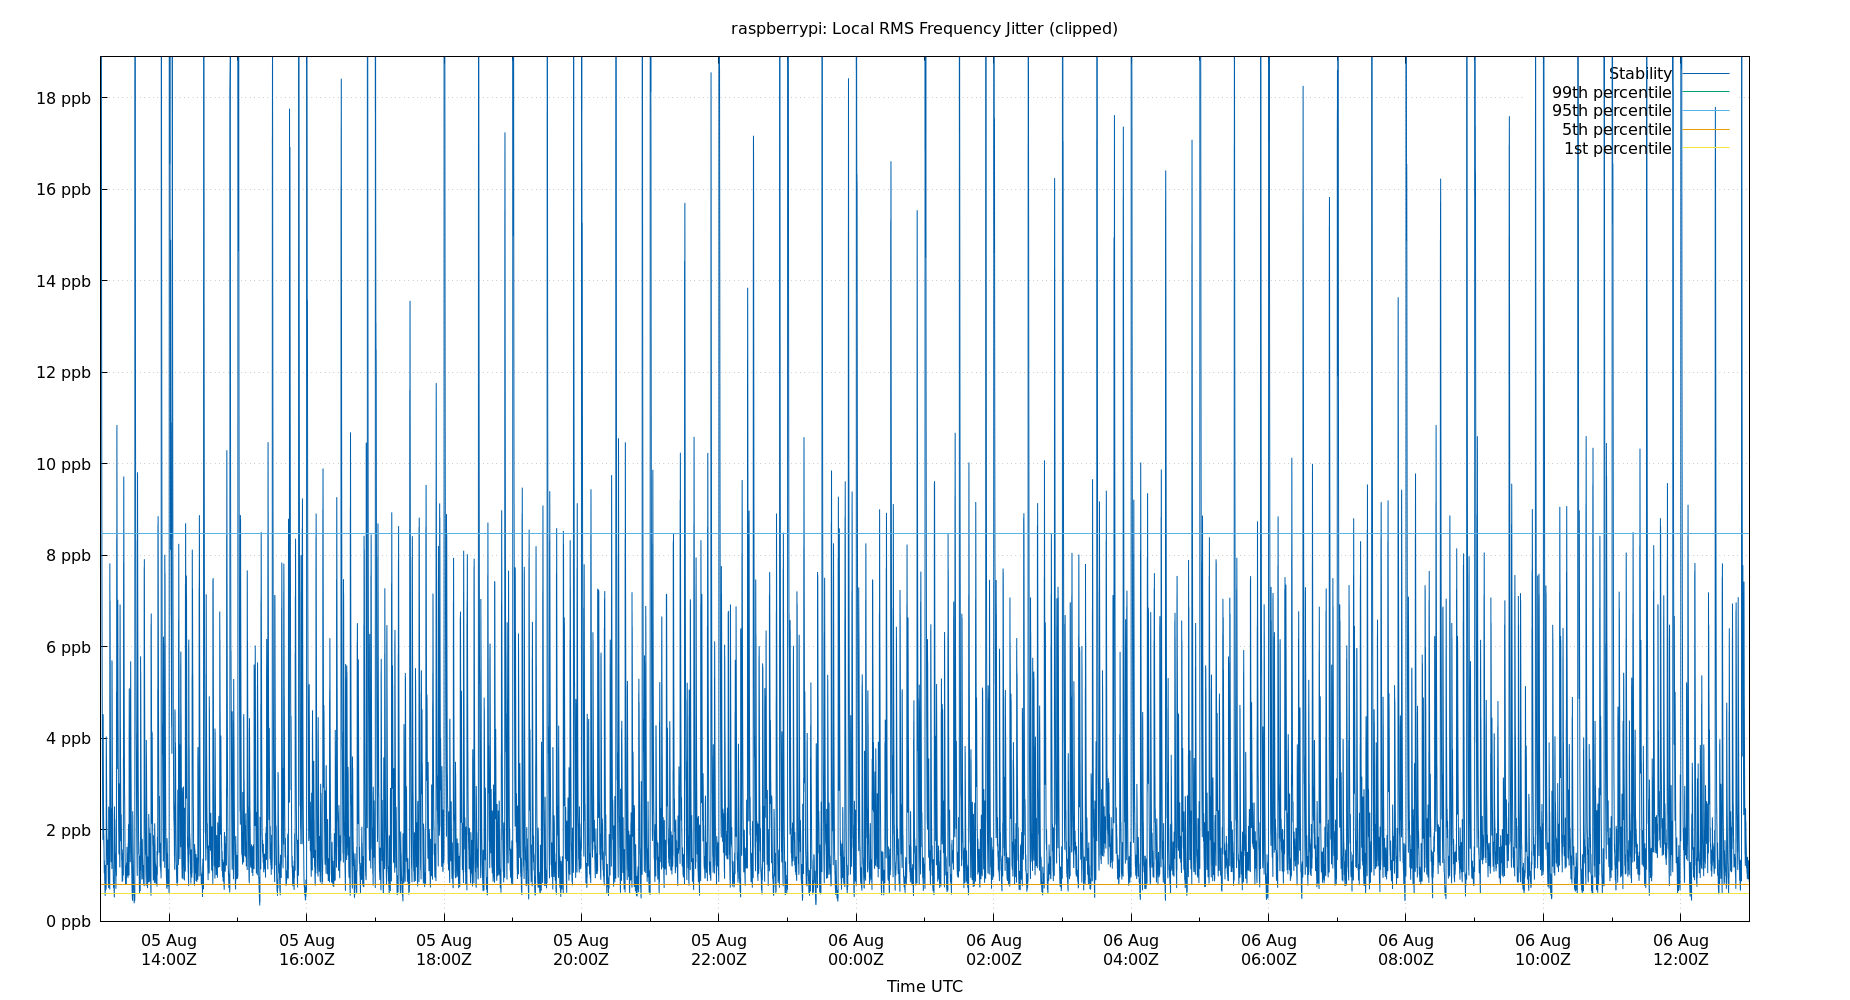 raspberrypi: Local RMS Frequency Jitter (clipped)
Stability
99th percentile
95th percentile
5th percentile
1st percentile
18 ppb
16 ppb
14 ppb
12 ppb
10 ppb
8 ppb
6 ppb
4 ppb
2 ppb
0 ppb
05 Aug 05 Aug 05 Aug 05 Aug 05 Aug 06 Aug 06 Aug 06 Aug 06 Aug 06 Aug 06 Aug 06 Aug
14:00Z 16:00Z 18:00Z 20:00Z 22:00Z 00:00Z 02:00Z 04:00Z 06:00Z 08:00Z 10:00Z 12:00Z
Time UTC